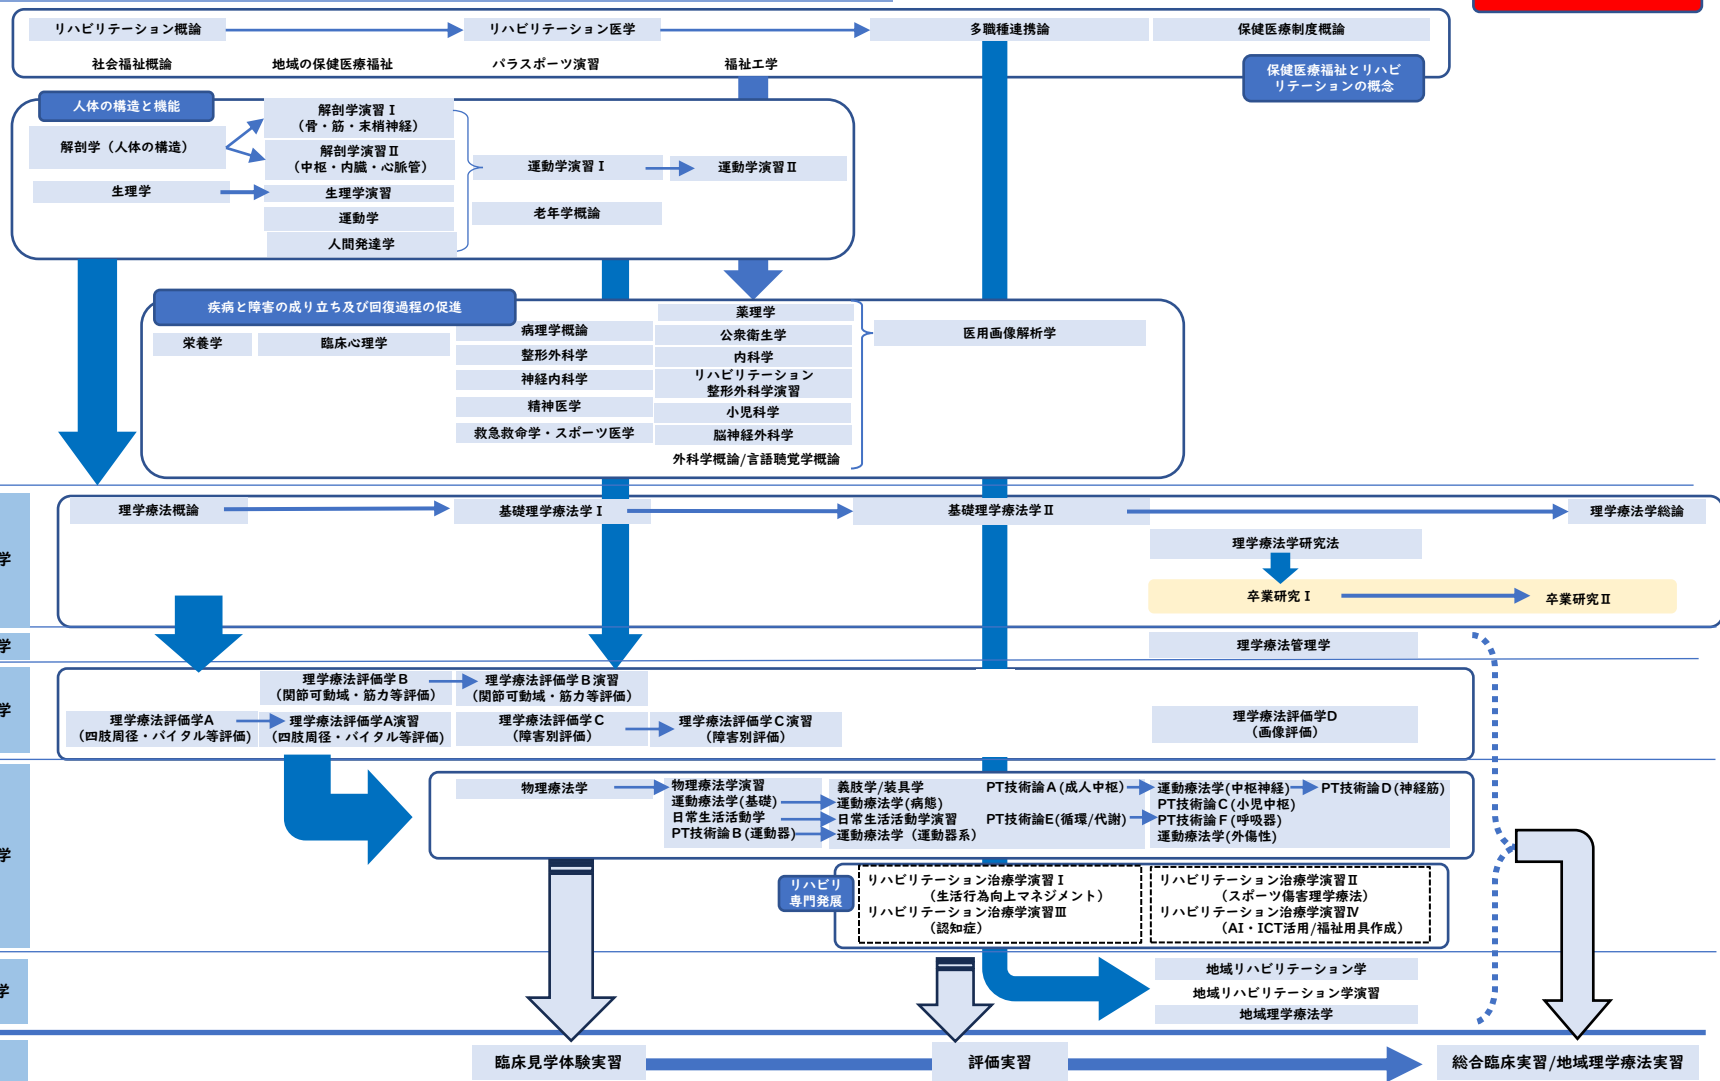 リハビリテーション概論
リハビリテーション医学
多職種連携論
保健医療制度概論
社会福祉概論
地域の保健医療福祉
パラスポーツ演習
福祉工学
保健医療福祉とリハビ
リテーションの概念
人体の構造と機能
解剖学（人体の構造）
解剖学演習Ⅰ
（骨・筋・末梢神経）
解剖学演習Ⅱ
（中枢・内臓・心脈管）
運動学演習Ⅰ
運動学演習Ⅱ
生理学
生理学演習
運動学
老年学概論
人間発達学
疾病と障害の成り立ち及び回復過程の促進
栄養学
臨床心理学
病理学概論
整形外科学
神経内科学
精神医学
救急救命学・スポーツ医学
薬理学
公衆衛生学
内科学
リハビリテーション
整形外科学演習
小児科学
脳神経外科学
外科学概論/言語聴覚学概論
医用画像解析学
学
理学療法概論
基礎理学療法学Ⅰ
基礎理学療法学Ⅱ
理学療法学総論
理学療法学研究法
卒業研究Ⅰ
卒業研究Ⅱ
学
理学療法管理学
学
理学療法評価学B
（関節可動域・筋力等評価）
理学療法評価学B演習
（関節可動域・筋力等評価）
理学療法評価学A
（四肢周径・バイタル等評価）
理学療法評価学A演習
（四肢周径・バイタル等評価）
理学療法評価学C
（障害別評価）
理学療法評価学C演習
（障害別評価）
理学療法評価学D
（画像評価）
学
物理療法学
物理療法学演習
運動療法学(基礎)
日常生活活動学
PT技術論B(運動器)
義肢学/装具学
運動療法学(病態)
日常生活活動学演習
運動療法学（運動器系）
PT技術論A(成人中枢)
PT技術論E(循環/代謝)
運動療法学(中枢神経)
PT技術論C(小児中枢)
PT技術論F(呼吸器)
運動療法学(外傷性)
PT技術論D(神経筋)
リハビリ
専門発展
リハビリテーション治療学演習Ⅰ
（生活行為向上マネジメント）
リハビリテーション治療学演習Ⅲ
（認知症）
リハビリテーション治療学演習Ⅱ
（スポーツ傷害理学療法）
リハビリテーション治療学演習Ⅳ
（AI・ICT活用/福祉用具作成）
学
地域リハビリテーション学
地域リハビリテーション学演習
地域理学療法学
臨床見学体験実習
評価実習
総合臨床実習/地域理学療法実習